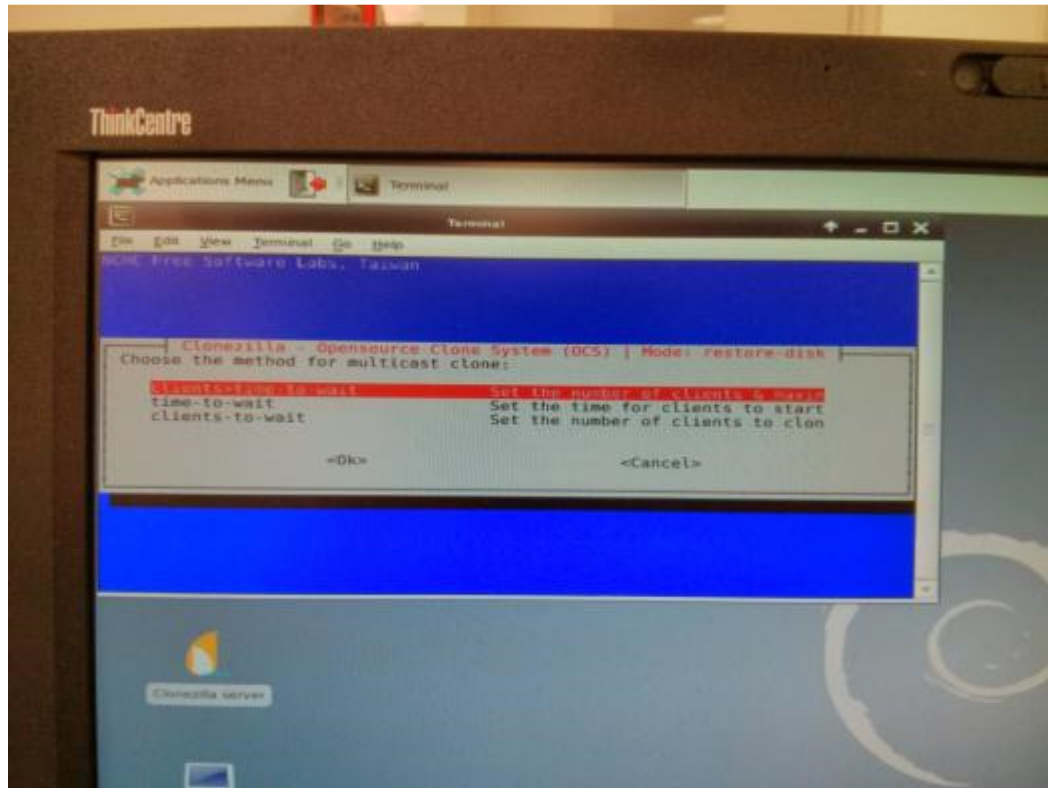 ThinkCentre
Applications Menu
Terminal
Terminal
File Edit View Terminal Go Help
NCHC Free Software Labs, Taiwan
Clonezilla - Opensource Clone System (OCS) | Mode: restore-disk
Choose the method for multicast clone:
clients+time-to-wait Set the number of clients & maxim
time-to-wait Set the time for clients to start
clients-to-wait Set the number of clients to clon
<Ok> <Cancel>
Clonezilla server